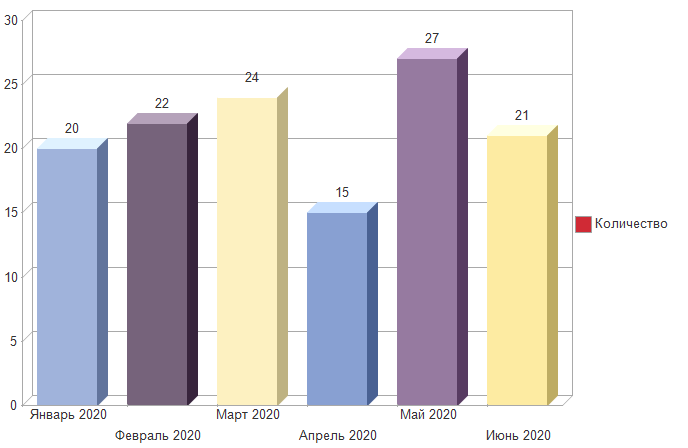 30
25
20
15
10
5
0
20
22
24
15
27
21
Январь 2020
Февраль 2020
Март 2020
Апрель 2020
Май 2020
Июнь 2020
Количество